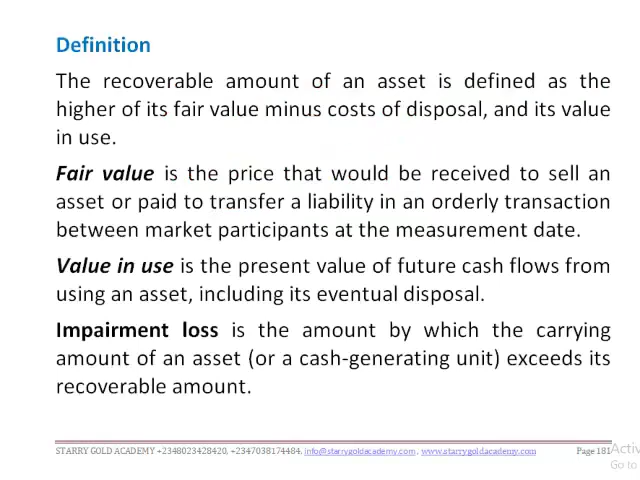 Definition
The recoverable amount of an asset is defined as the
higher of its fair value minus costs of disposal, and its value
in use.
Fair value is the price that would be received to sell an
asset or paid to transfer a liability in an orderly transaction
between market participants at the measurement date.
Value in use is the present value of future cash flows from
using an asset, including its eventual disposal.
Impairment loss is the amount by which the carrying
amount of an asset (or a cash-generating unit) exceeds its
recoverable amount.
STARRY GOLD ACADEMY +2348023428420, +2347038174484, info@starrygoldacademy.com, www.starrygoldacademy.com Page 181
Activ
Go to